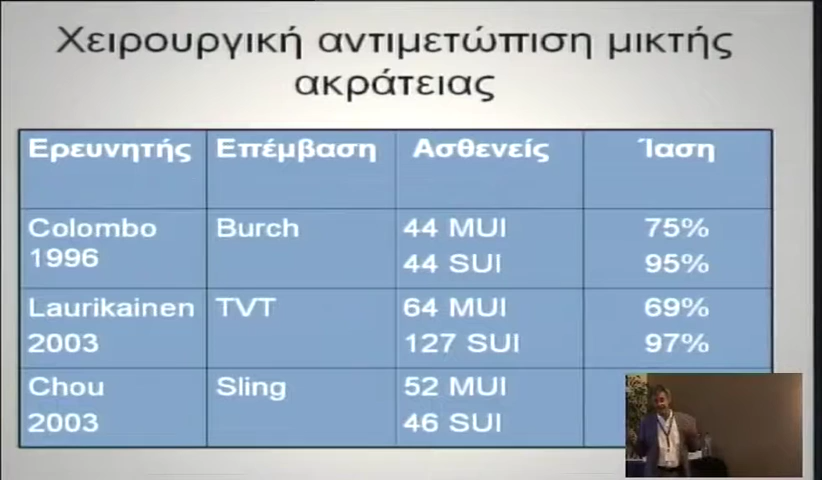 Χειρουργική αντιμετώπιση μικτής
ακράτειας
Ερευνητής Επέμβαση Ασθενείς Ίαση
Colombo 1996 Burch 44 MUI 75%
44 SUI 95%
Laurikainen 2003 TVT 64 MUI 69%
127 SUI 97%
Chou 2003 Sling 52 MUI
46 SUI